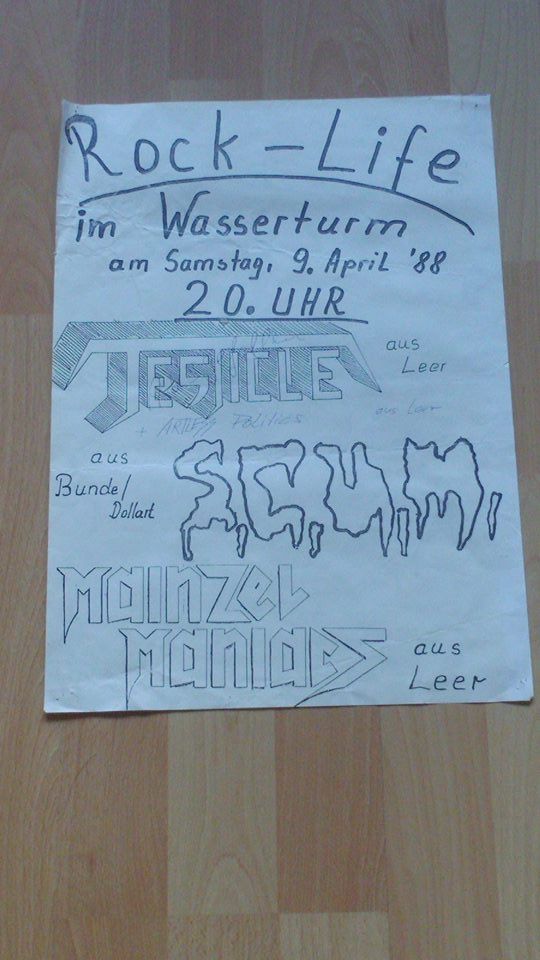 Rock-Life
im Wasserturm
am Samstag, 9. April '88
20. UHR
TESTICLE aus Leer
+ ARTLESS Politics aus Leer
aus Bunde/Dollart
S.C.U.M.
MAINZEL
MANIACS
aus Leer